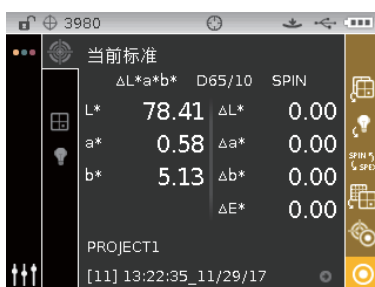 3980
当前标准
ΔL*a*b* D65/10 SPIN
L* 78.41 ΔL* 0.00
a* 0.58 Δa* 0.00
b* 5.13 Δb* 0.00
ΔE* 0.00
SPIN
SPEX
PROJECT1
[11] 13:22:35_11/29/17